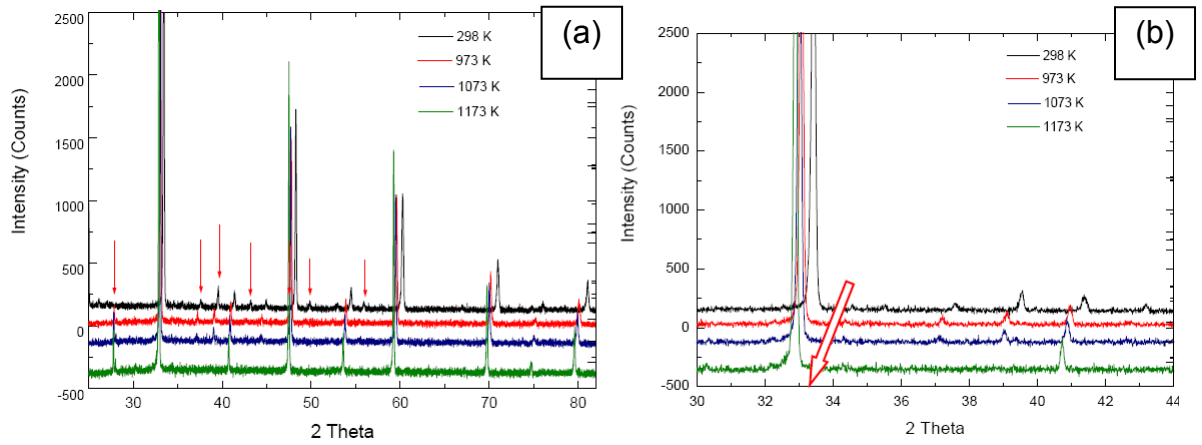 (a)
2500
2000
1500
1000
500
0
-500
Intensity (Counts)
298 K
973 K
1073 K
1173 K
30 40 50 60 70 80
2 Theta
(b)
2500
2000
1500
1000
500
0
-500
Intensity (Counts)
298 K
973 K
1073 K
1173 K
30 32 34 36 38 40 42 44
2 Theta